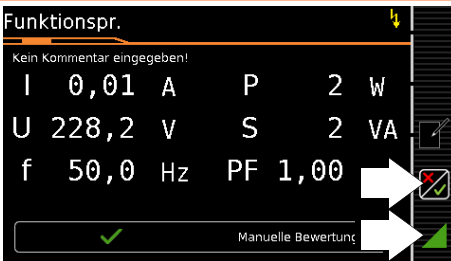 Funktionspr.
Kein Kommentar eingegeben!
I 0,01 A P 2 W
U 228,2 V S 2 VA
f 50,0 Hz PF 1,00
Manuelle Bewertung